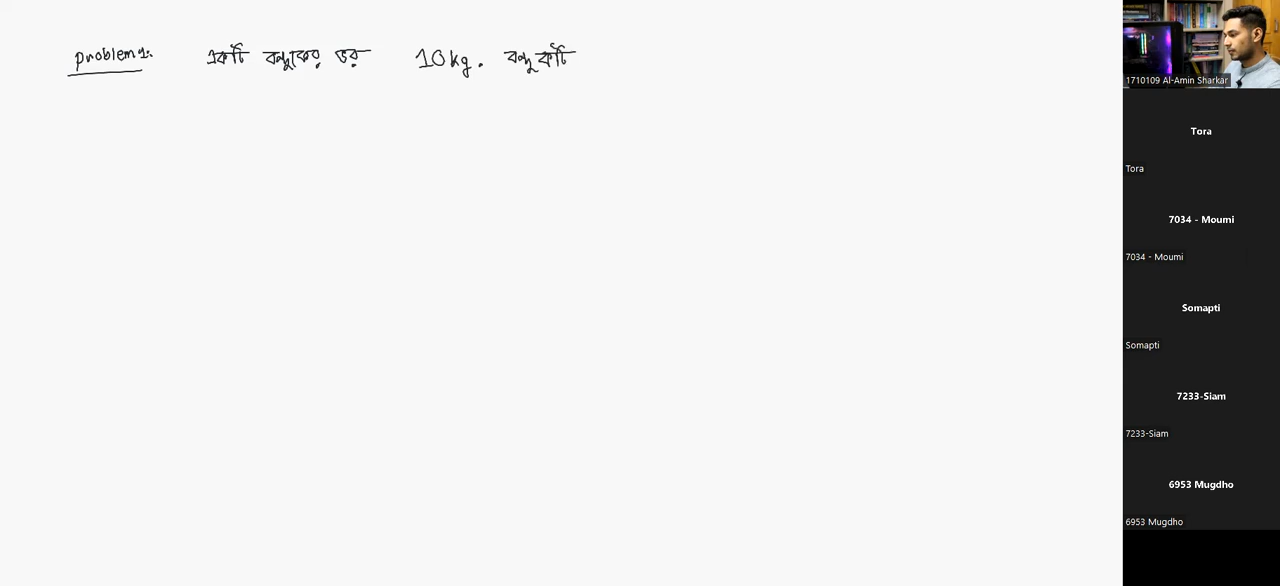 problem 1: একটি বন্দুকের ভর 10kg. বন্দুকটি
1710109 Al-Amin Sharkar
Tora
Tora
7034 - Moumi
7034 - Moumi
Somapti
Somapti
7233-Siam
7233-Siam
6953 Mugdho
6953 Mugdho